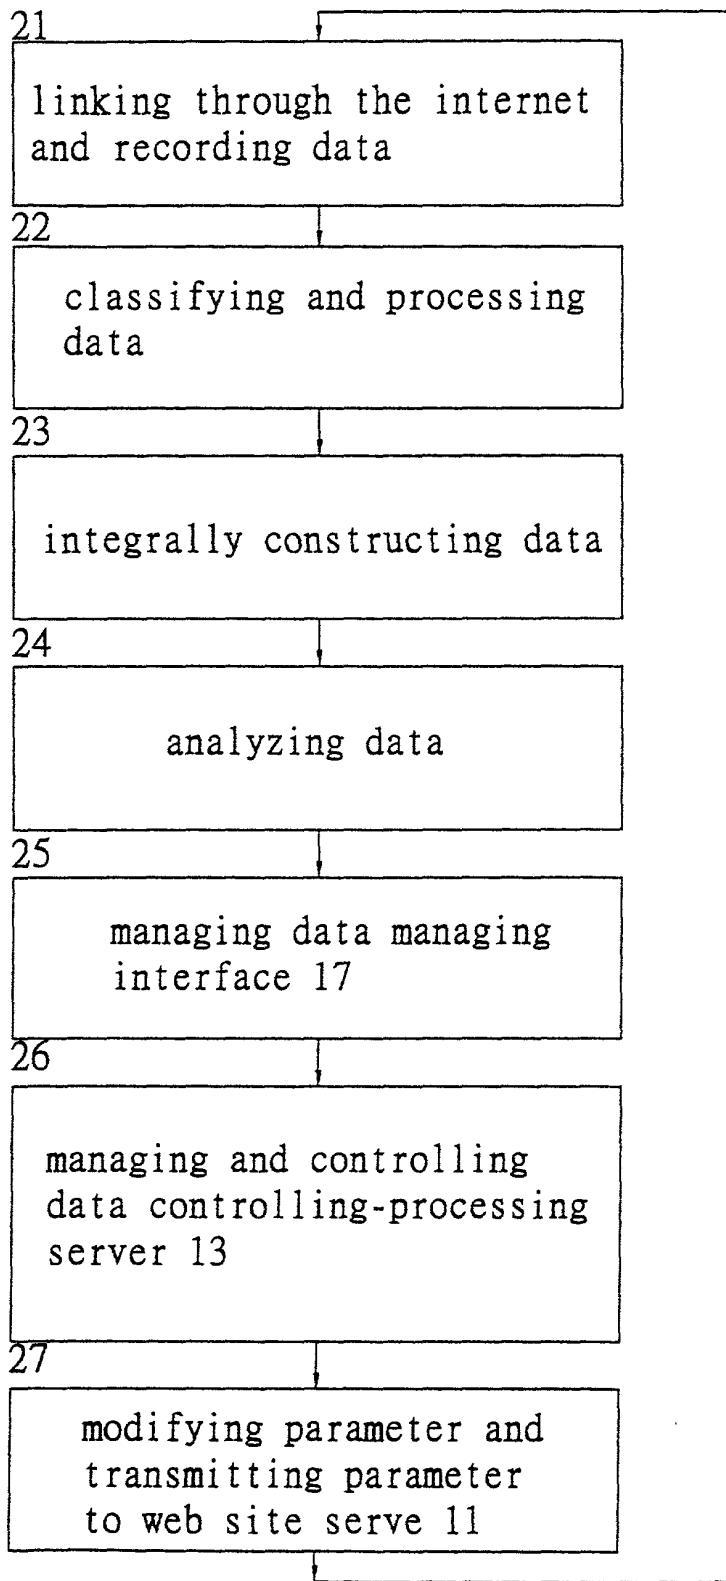 21
linking through the internet
and recording data
22
classifying and processing
data
23
integrally constructing data
24
analyzing data
25
managing data managing
interface 17
26
managing and controlling
data controlling-processing
server 13
27
modifying parameter and
transmitting parameter
to web site serve 11